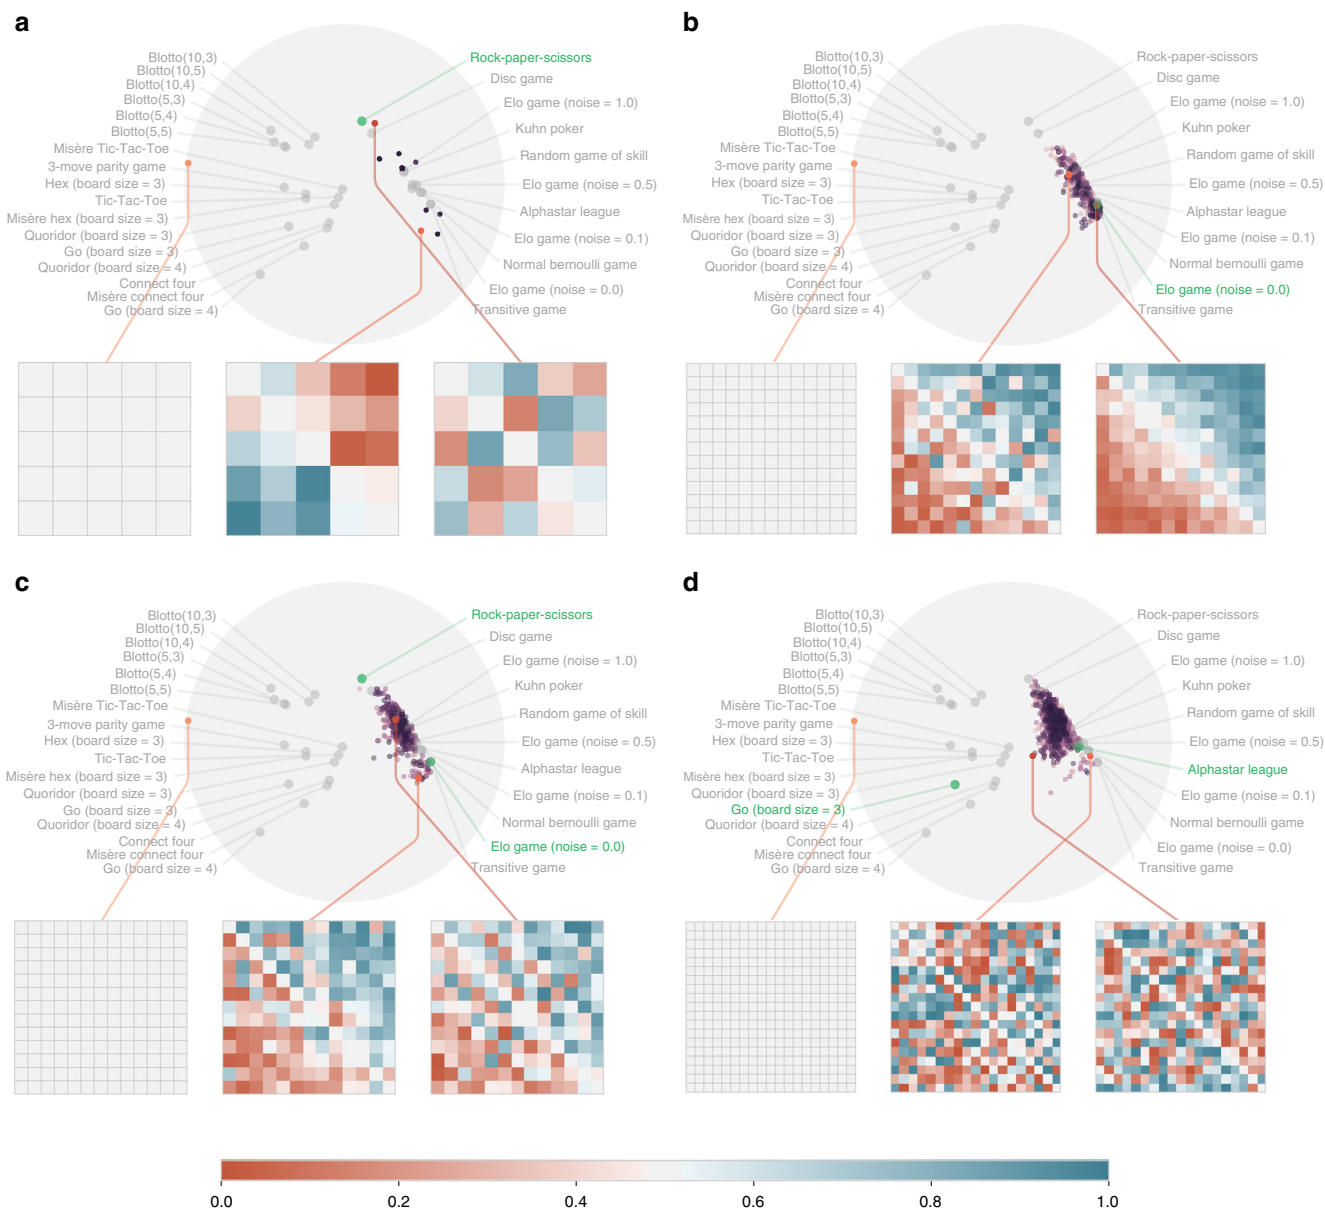 a
Blotto(10,3)
Blotto(10,5)
Blotto(10,4)
Blotto(5,3)
Blotto(5,4)
Blotto(5,5)
Misère Tic-Tac-Toe
3-move parity game
Hex (board size = 3)
Tic-Tac-Toe
Misère hex (board size = 3)
Quoridor (board size = 3)
Go (board size = 3)
Quoridor (board size = 4)
Connect four
Misère connect four
Go (board size = 4)
Rock-paper-scissors
Disc game
Elo game (noise = 1.0)
Kuhn poker
Random game of skill
Elo game (noise = 0.5)
Alphastar league
Elo game (noise = 0.1)
Normal bernoulli game
Elo game (noise = 0.0)
Transitive game
b
Blotto(10,3)
Blotto(10,5)
Blotto(10,4)
Blotto(5,3)
Blotto(5,4)
Blotto(5,5)
Misère Tic-Tac-Toe
3-move parity game
Hex (board size = 3)
Tic-Tac-Toe
Misère hex (board size = 3)
Quoridor (board size = 3)
Go (board size = 3)
Quoridor (board size = 4)
Connect four
Misère connect four
Go (board size = 4)
Rock-paper-scissors
Disc game
Elo game (noise = 1.0)
Kuhn poker
Random game of skill
Elo game (noise = 0.5)
Alphastar league
Elo game (noise = 0.1)
Normal bernoulli game
Elo game (noise = 0.0)
Transitive game
c
Blotto(10,3)
Blotto(10,5)
Blotto(10,4)
Blotto(5,3)
Blotto(5,4)
Blotto(5,5)
Misère Tic-Tac-Toe
3-move parity game
Hex (board size = 3)
Tic-Tac-Toe
Misère hex (board size = 3)
Quoridor (board size = 3)
Go (board size = 3)
Quoridor (board size = 4)
Connect four
Misère connect four
Go (board size = 4)
Rock-paper-scissors
Disc game
Elo game (noise = 1.0)
Kuhn poker
Random game of skill
Elo game (noise = 0.5)
Alphastar league
Elo game (noise = 0.1)
Normal bernoulli game
Elo game (noise = 0.0)
Transitive game
d
Blotto(10,3)
Blotto(10,5)
Blotto(10,4)
Blotto(5,3)
Blotto(5,4)
Blotto(5,5)
Misère Tic-Tac-Toe
3-move parity game
Hex (board size = 3)
Tic-Tac-Toe
Misère hex (board size = 3)
Quoridor (board size = 3)
Go (board size = 3)
Quoridor (board size = 4)
Connect four
Misère connect four
Go (board size = 4)
Rock-paper-scissors
Disc game
Elo game (noise = 1.0)
Kuhn poker
Random game of skill
Elo game (noise = 0.5)
Alphastar league
Elo game (noise = 0.1)
Normal bernoulli game
Elo game (noise = 0.0)
Transitive game
0.0 0.2 0.4 0.6 0.8 1.0